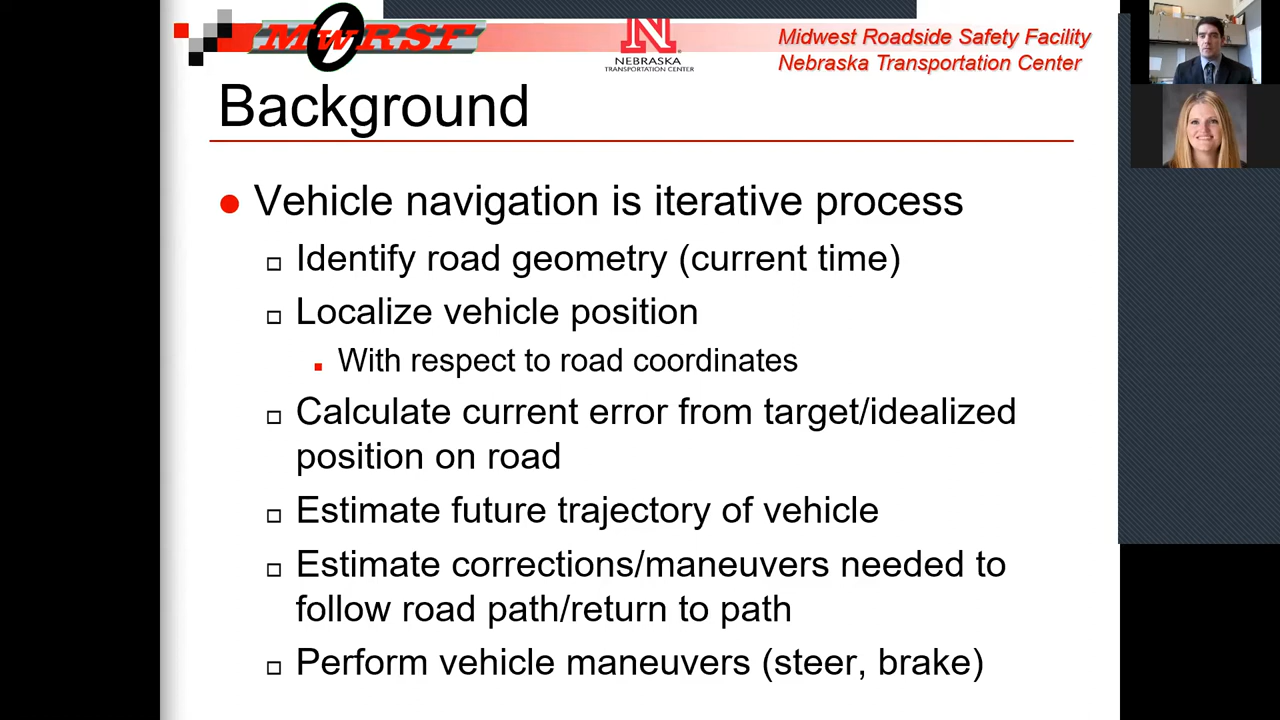 MwRSF
N
NEBRASKA
TRANSPORTATION CENTER
Midwest Roadside Safety Facility
Nebraska Transportation Center
Background
Vehicle navigation is iterative process
Identify road geometry (current time)
Localize vehicle position
With respect to road coordinates
Calculate current error from target/idealized
position on road
Estimate future trajectory of vehicle
Estimate corrections/maneuvers needed to
follow road path/return to path
Perform vehicle maneuvers (steer, brake)